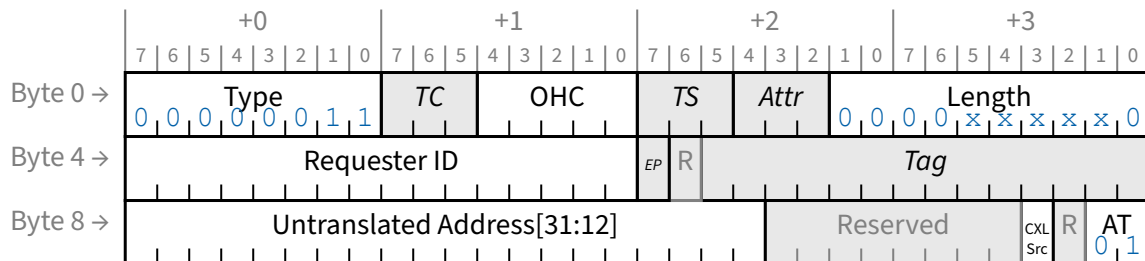 +0 +1 +2 +3
7 6 5 4 3 2 1 0 7 6 5 4 3 2 1 0 7 6 5 4 3 2 1 0 7 6 5 4 3 2 1 0
Byte 0 → Type TC OHC TS Attr Length
0 0 0 0 0 0 1 1 0 0 0 0 x x x x x 0
Byte 4 → Requester ID EP R Tag
Byte 8 → Untranslated Address[31:12] Reserved CXL Src R AT
0 1